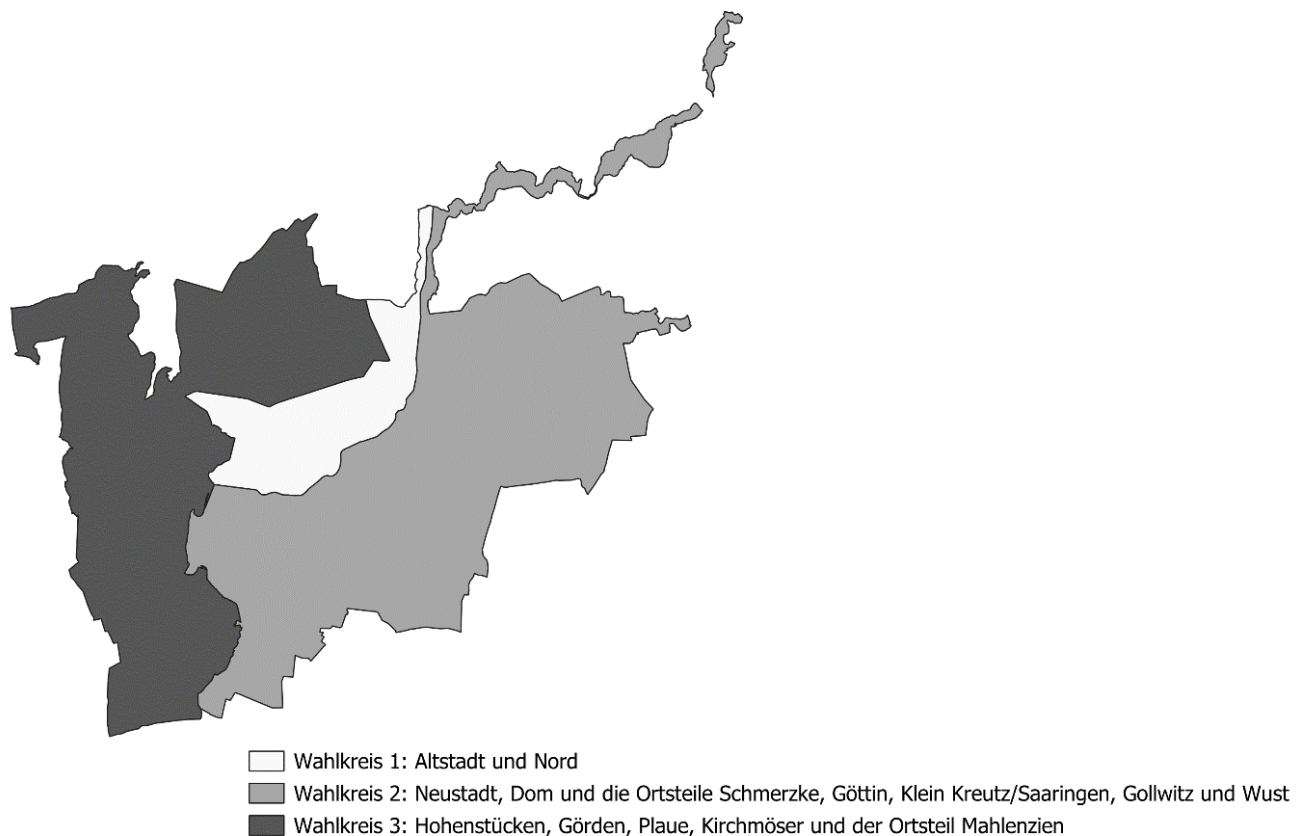 Wahlkreis 1: Altstadt und Nord
Wahlkreis 2: Neustadt, Dom und die Ortsteile Schmerzke, Göttin, Klein Kreutz/Saaringen, Gollwitz und Wust
Wahlkreis 3: Hohenstücken, Görden, Plaue, Kirchmöser und der Ortsteil Mahlenzien